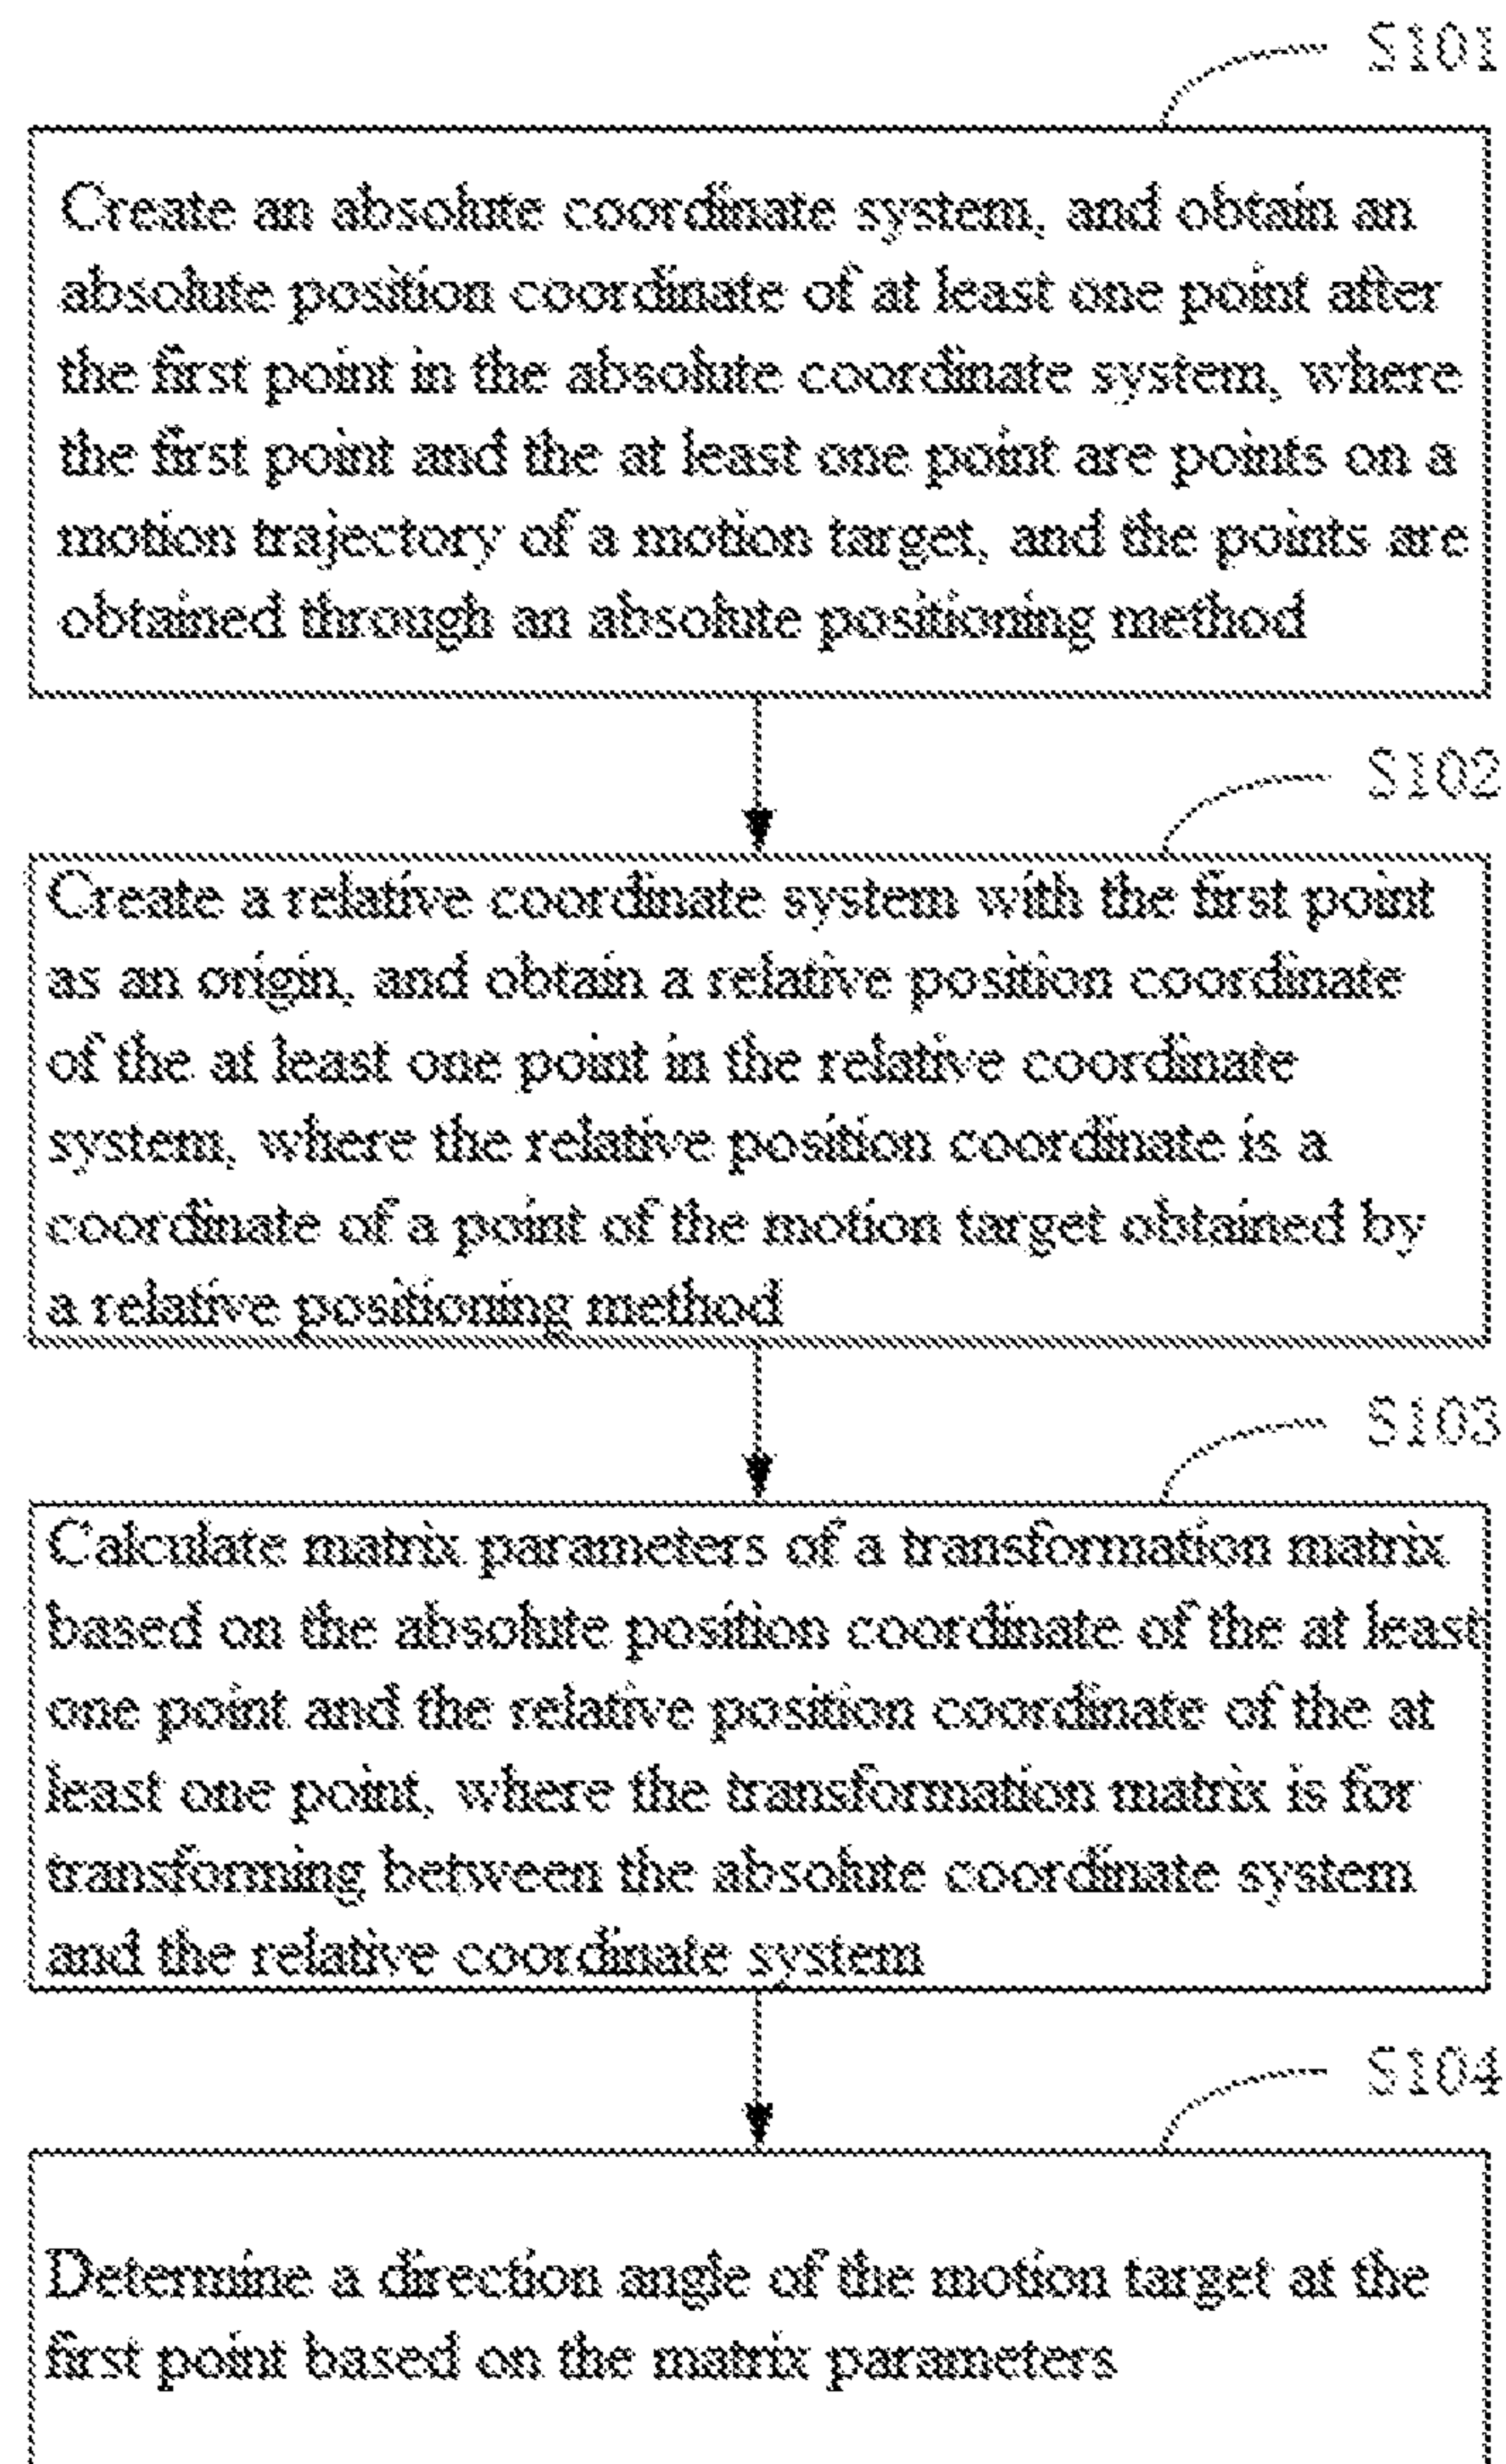 S101
Create an absolute coordinate system, and obtain an
absolute position coordinate of at least one point after
the first point in the absolute coordinate system, where
the first point and the at least one point are points on a
motion trajectory of a motion target, and the points are
obtained through an absolute positioning method
S102
Create a relative coordinate system with the first point
as an origin, and obtain a relative position coordinate
of the at least one point in the relative coordinate
system, where the relative position coordinate is a
coordinate of a point of the motion target obtained by
a relative positioning method
S103
Calculate matrix parameters of a transformation matrix
based on the absolute position coordinate of the at least
one point and the relative position coordinate of the at
least one point, where the transformation matrix is for
transforming between the absolute coordinate system
and the relative coordinate system
S104
Determine a direction angle of the motion target at the
first point based on the matrix parameters